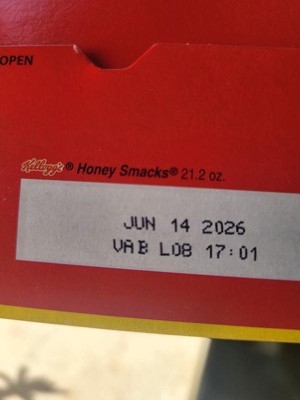 OPEN
Kellogg's® Honey Smacks® 21.2 oz.
JUN 14 2026
VAB L08 17:01